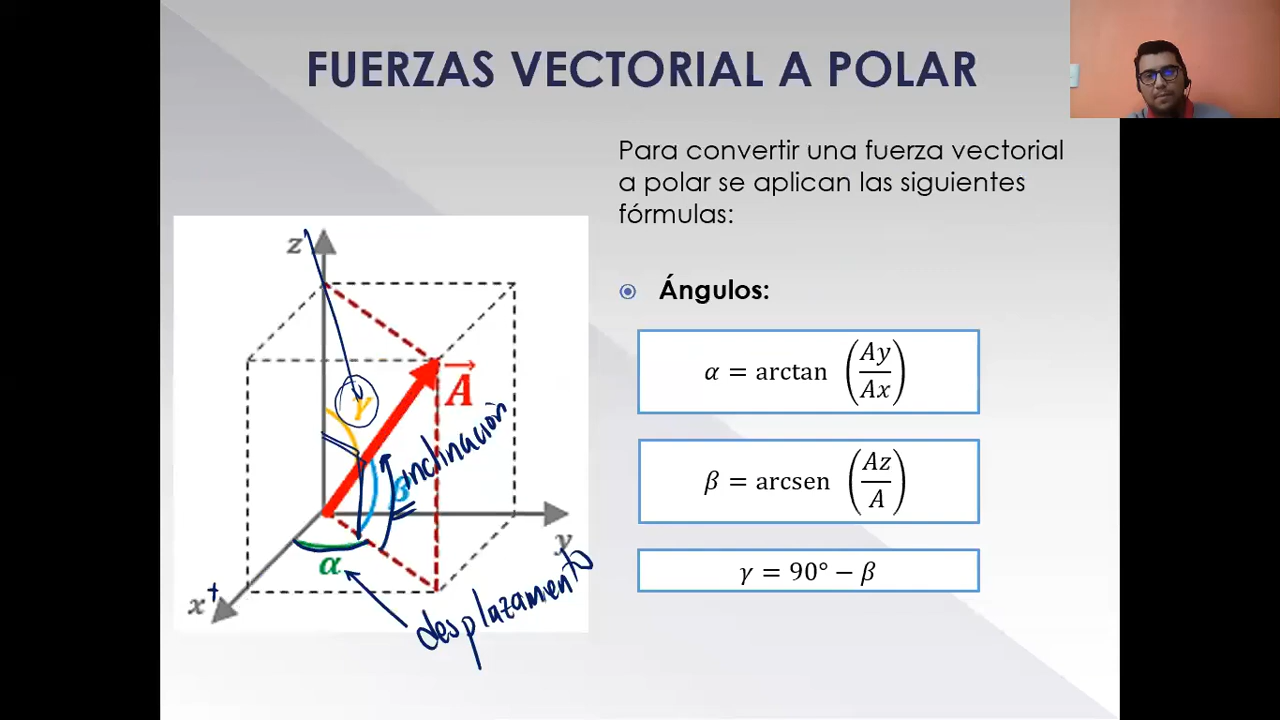 FUERZAS VECTORIAL A POLAR
Para convertir una fuerza vectorial
a polar se aplican las siguientes
fórmulas:
Ángulos:
α = arctan (Ay/Ax)
β = arcsen (Az/A)
γ = 90° − β
z
A
γ
inclinación
β
y
α
x+
desplazamiento